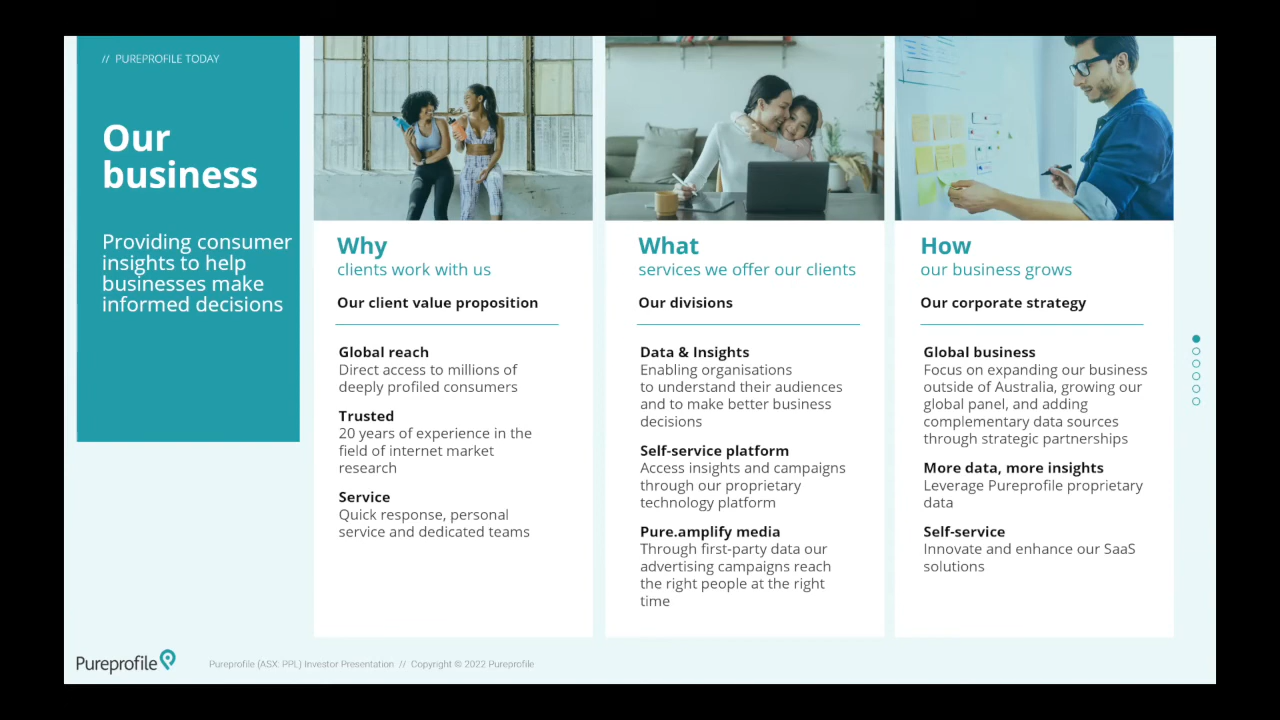 // PUREPROFILE TODAY
Our
business
Providing consumer
insights to help
businesses make
informed decisions
Why
clients work with us
Our client value proposition
Global reach
Direct access to millions of
deeply profiled consumers
Trusted
20 years of experience in the
field of internet market
research
Service
Quick response, personal
service and dedicated teams
What
services we offer our clients
Our divisions
Data & Insights
Enabling organisations
to understand their audiences
and to make better business
decisions
Self-service platform
Access insights and campaigns
through our proprietary
technology platform
Pure.amplify media
Through first-party data our
advertising campaigns reach
the right people at the right
time
How
our business grows
Our corporate strategy
Global business
Focus on expanding our business
outside of Australia, growing our
global panel, and adding
complementary data sources
through strategic partnerships
More data, more insights
Leverage Pureprofile proprietary
data
Self-service
Innovate and enhance our SaaS
solutions
Pureprofile
Pureprofile (ASX: PPL) Investor Presentation // Copyright © 2022 Pureprofile